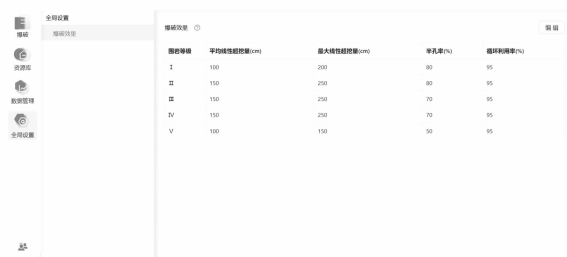 爆破
资源库
数据管理
全局设置
全局设置
爆破效果
爆破效果
编辑
围岩等级 平均线性超挖量(cm) 最大线性超挖量(cm) 半孔率(%) 循环利用率(%)
I 100 200 80 95
II 150 250 80 95
III 150 250 70 95
IV 150 250 70 95
V 100 150 50 95